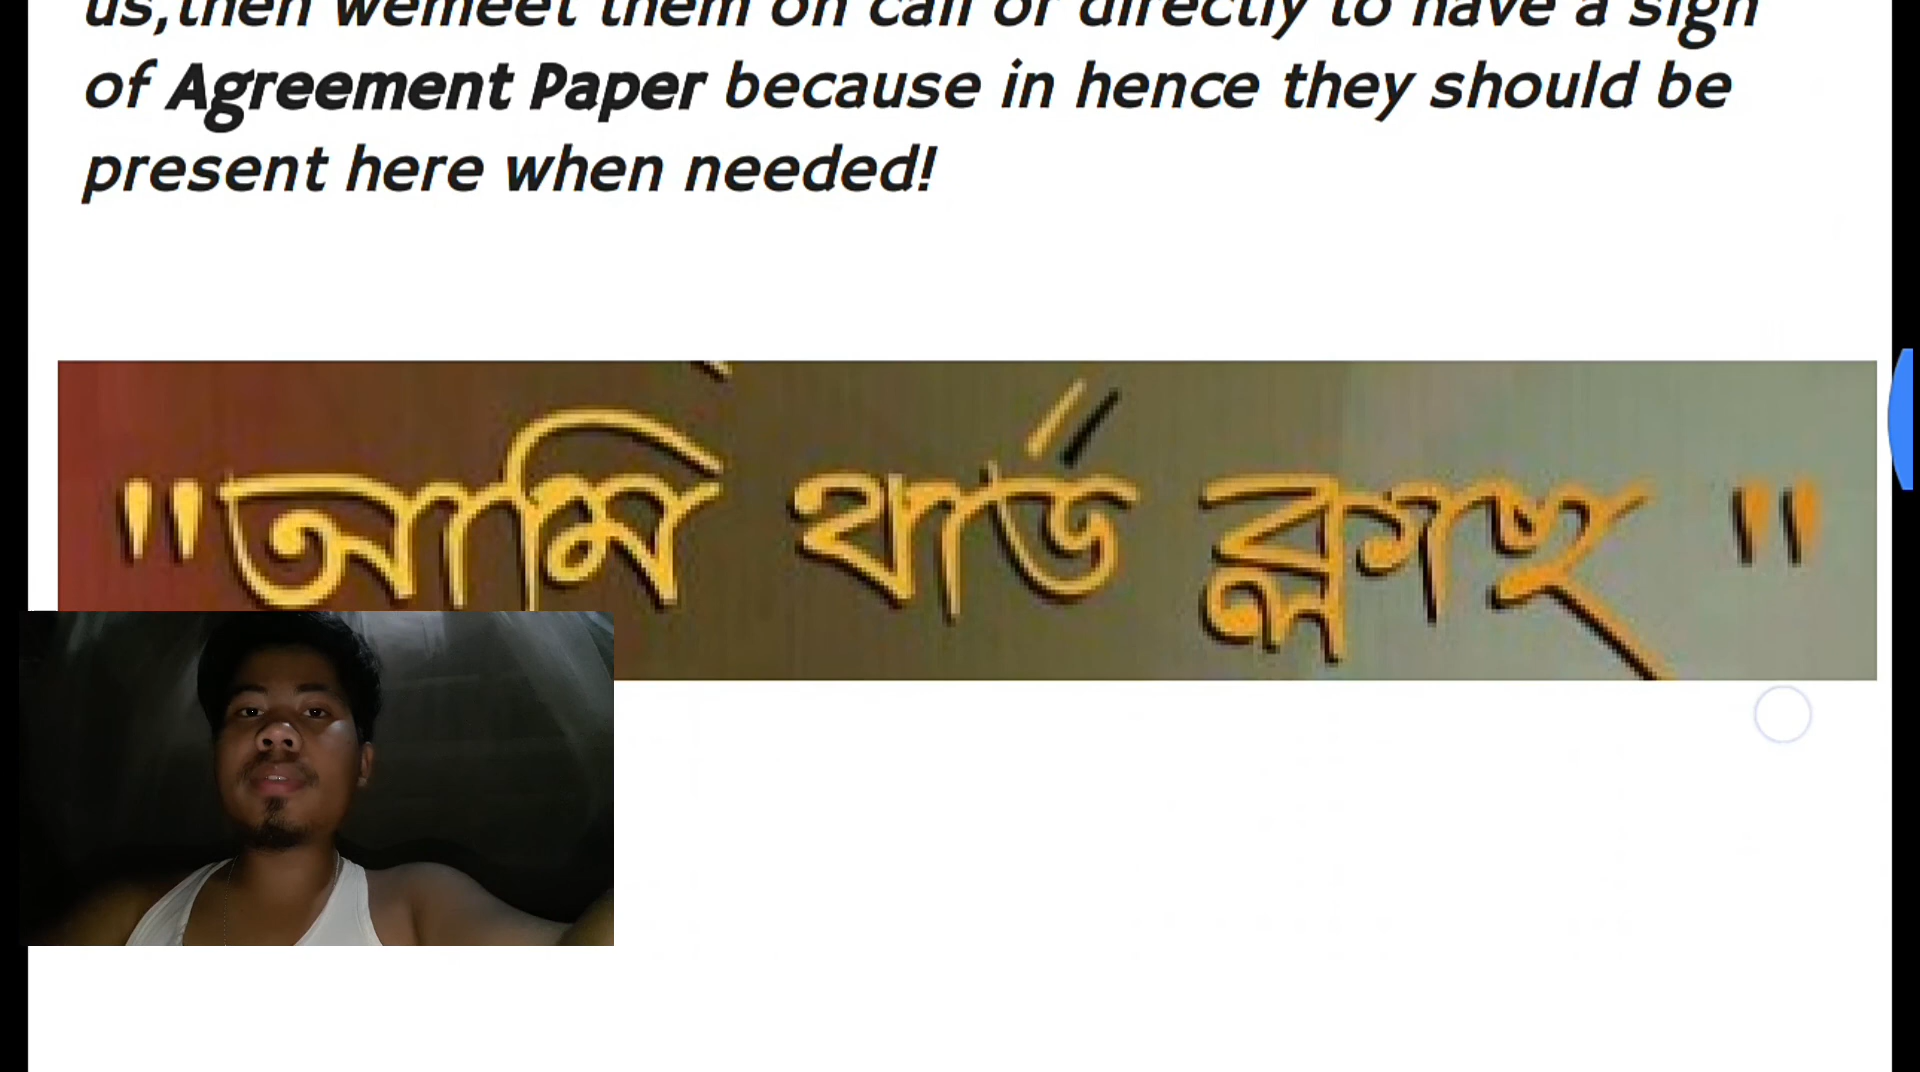 us,then wemeet them on call or directly to have a sign
of Agreement Paper because in hence they should be
present here when needed!
"আমি থার্ড ক্লাছ"